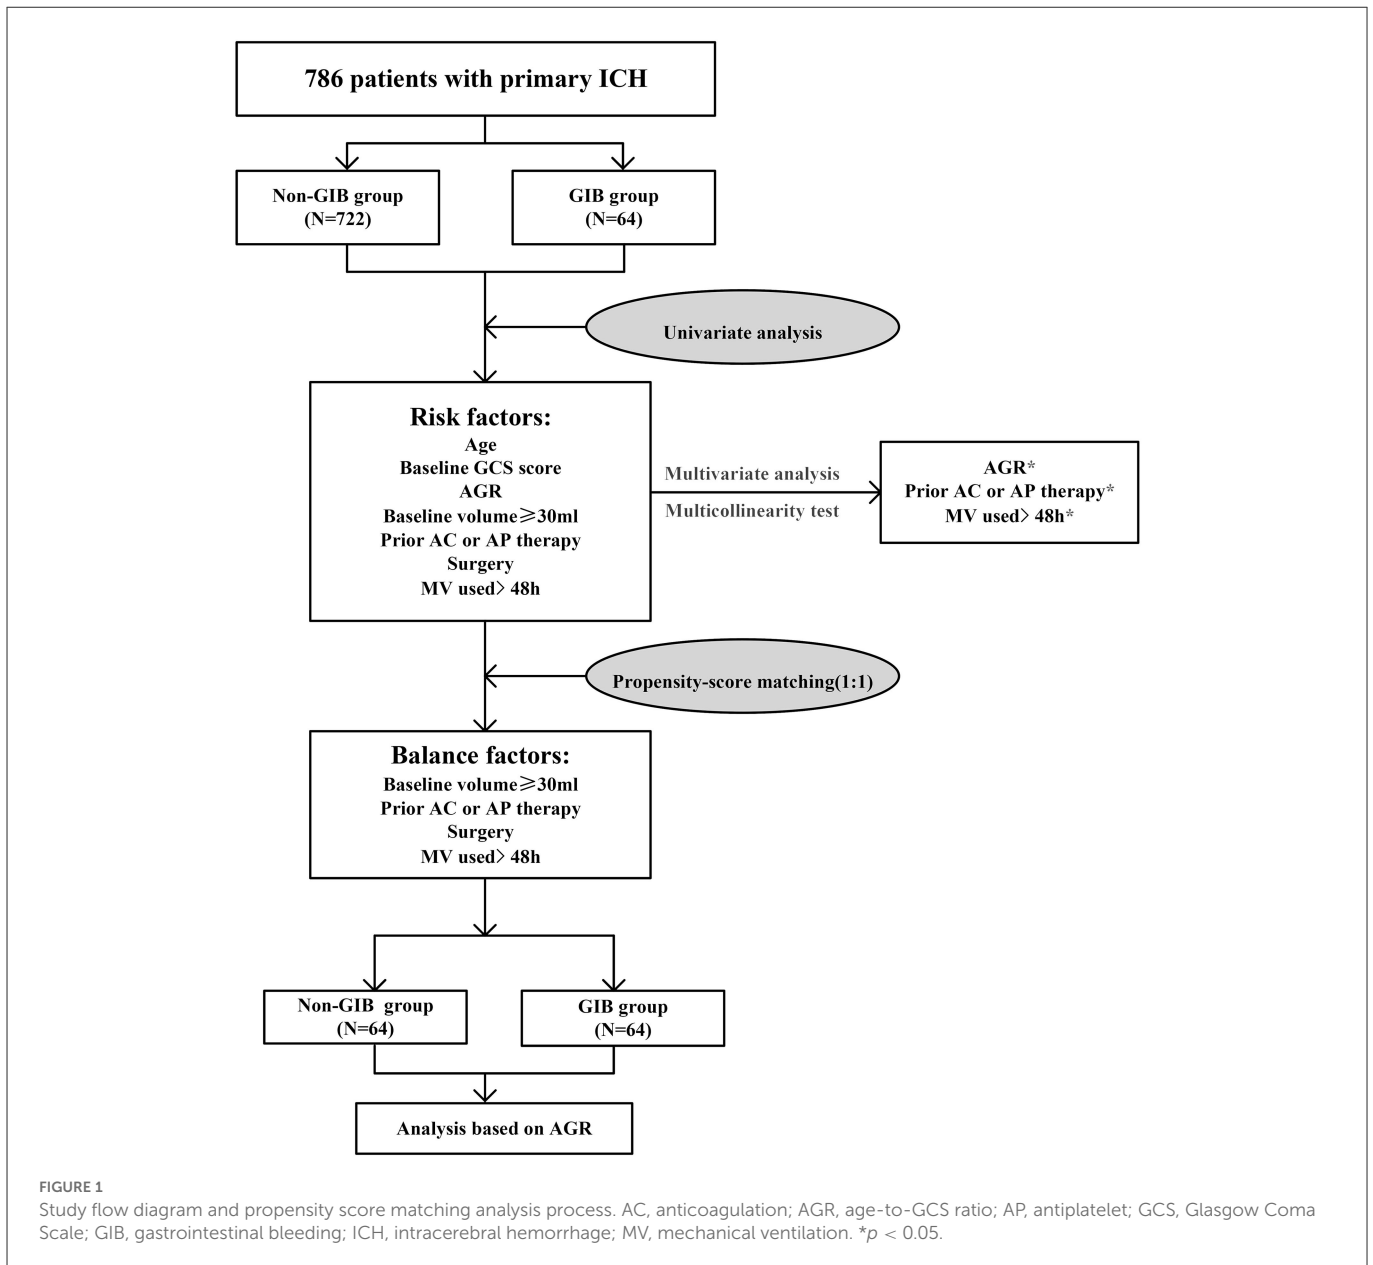 786 patients with primary ICH
Non-GIB group
(N=722)
GIB group
(N=64)
Univariate analysis
Risk factors:
Age
Baseline GCS score
AGR
Baseline volume⩾30ml
Prior AC or AP therapy
Surgery
MV used〉48h
Multivariate analysis
Multicollinearity test
AGR*
Prior AC or AP therapy*
MV used〉48h*
Propensity-score matching(1:1)
Balance factors:
Baseline volume⩾30ml
Prior AC or AP therapy
Surgery
MV used〉48h
Non-GIB group
(N=64)
GIB group
(N=64)
Analysis based on AGR
FIGURE 1
Study flow diagram and propensity score matching analysis process. AC, anticoagulation; AGR, age-to-GCS ratio; AP, antiplatelet; GCS, Glasgow Coma
Scale; GIB, gastrointestinal bleeding; ICH, intracerebral hemorrhage; MV, mechanical ventilation. *p < 0.05.